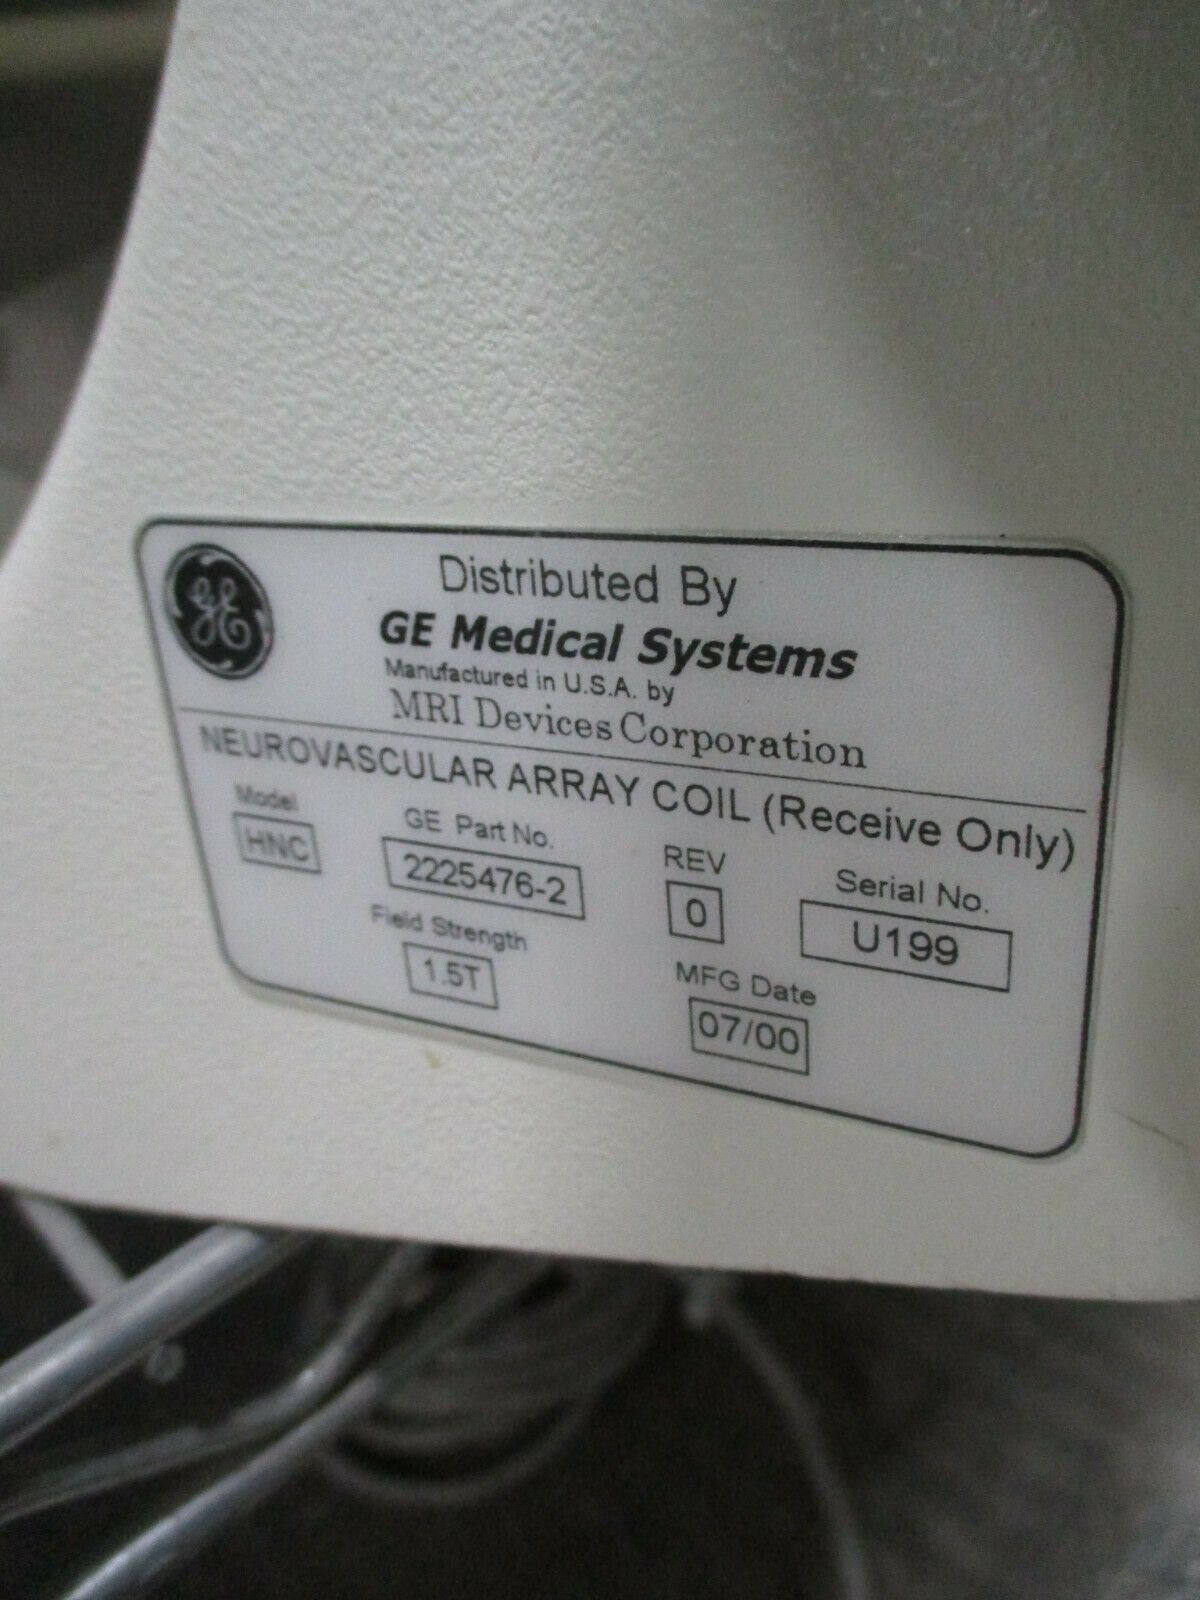 GE
Distributed By
GE Medical Systems
Manufactured in U.S.A. by
MRI Devices Corporation
NEUROVASCULAR ARRAY COIL (Receive Only)
Model GE Part No. REV Serial No.
HNC 2225476-2 0 U199
Field Strength MFG Date
1.5T 07/00